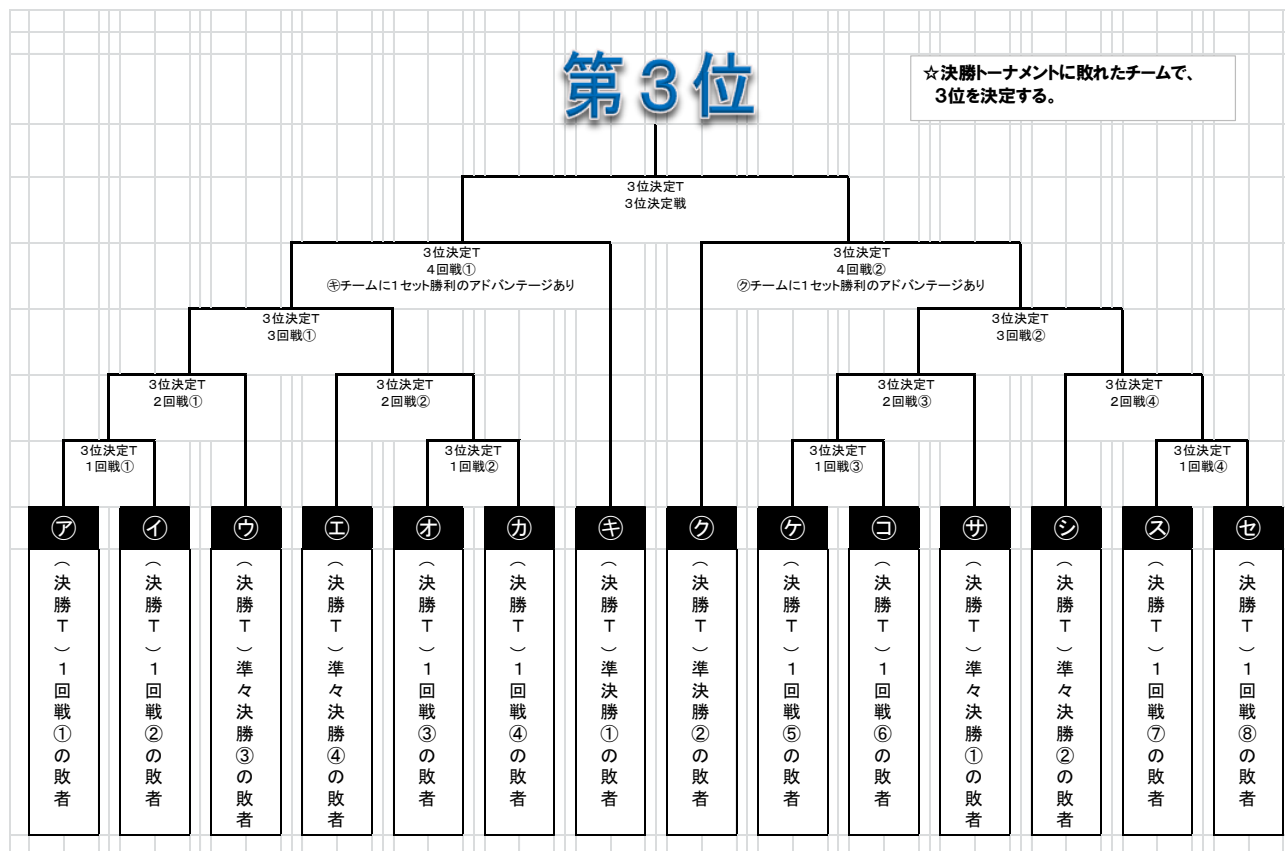 第3位
☆決勝トーナメントに敗れたチームで、
3位を決定する。
3位決定T
3位決定戦
3位決定T
4回戦①
㋖チームに1セット勝利のアドバンテージあり
3位決定T
4回戦②
㋗チームに1セット勝利のアドバンテージあり
3位決定T
3回戦①
3位決定T
3回戦②
3位決定T
2回戦①
3位決定T
2回戦②
3位決定T
2回戦③
3位決定T
2回戦④
3位決定T
1回戦①
3位決定T
1回戦②
3位決定T
1回戦③
3位決定T
1回戦④
㋐
㋑
㋒
㋓
㋔
㋕
㋖
㋗
㋘
㋙
㋚
㋛
㋜
㋝
（決勝T）1回戦①の敗者
（決勝T）1回戦②の敗者
（決勝T）準々決勝③の敗者
（決勝T）準々決勝④の敗者
（決勝T）1回戦③の敗者
（決勝T）1回戦④の敗者
（決勝T）準決勝①の敗者
（決勝T）準決勝②の敗者
（決勝T）1回戦⑤の敗者
（決勝T）1回戦⑥の敗者
（決勝T）準々決勝①の敗者
（決勝T）準々決勝②の敗者
（決勝T）1回戦⑦の敗者
（決勝T）1回戦⑧の敗者